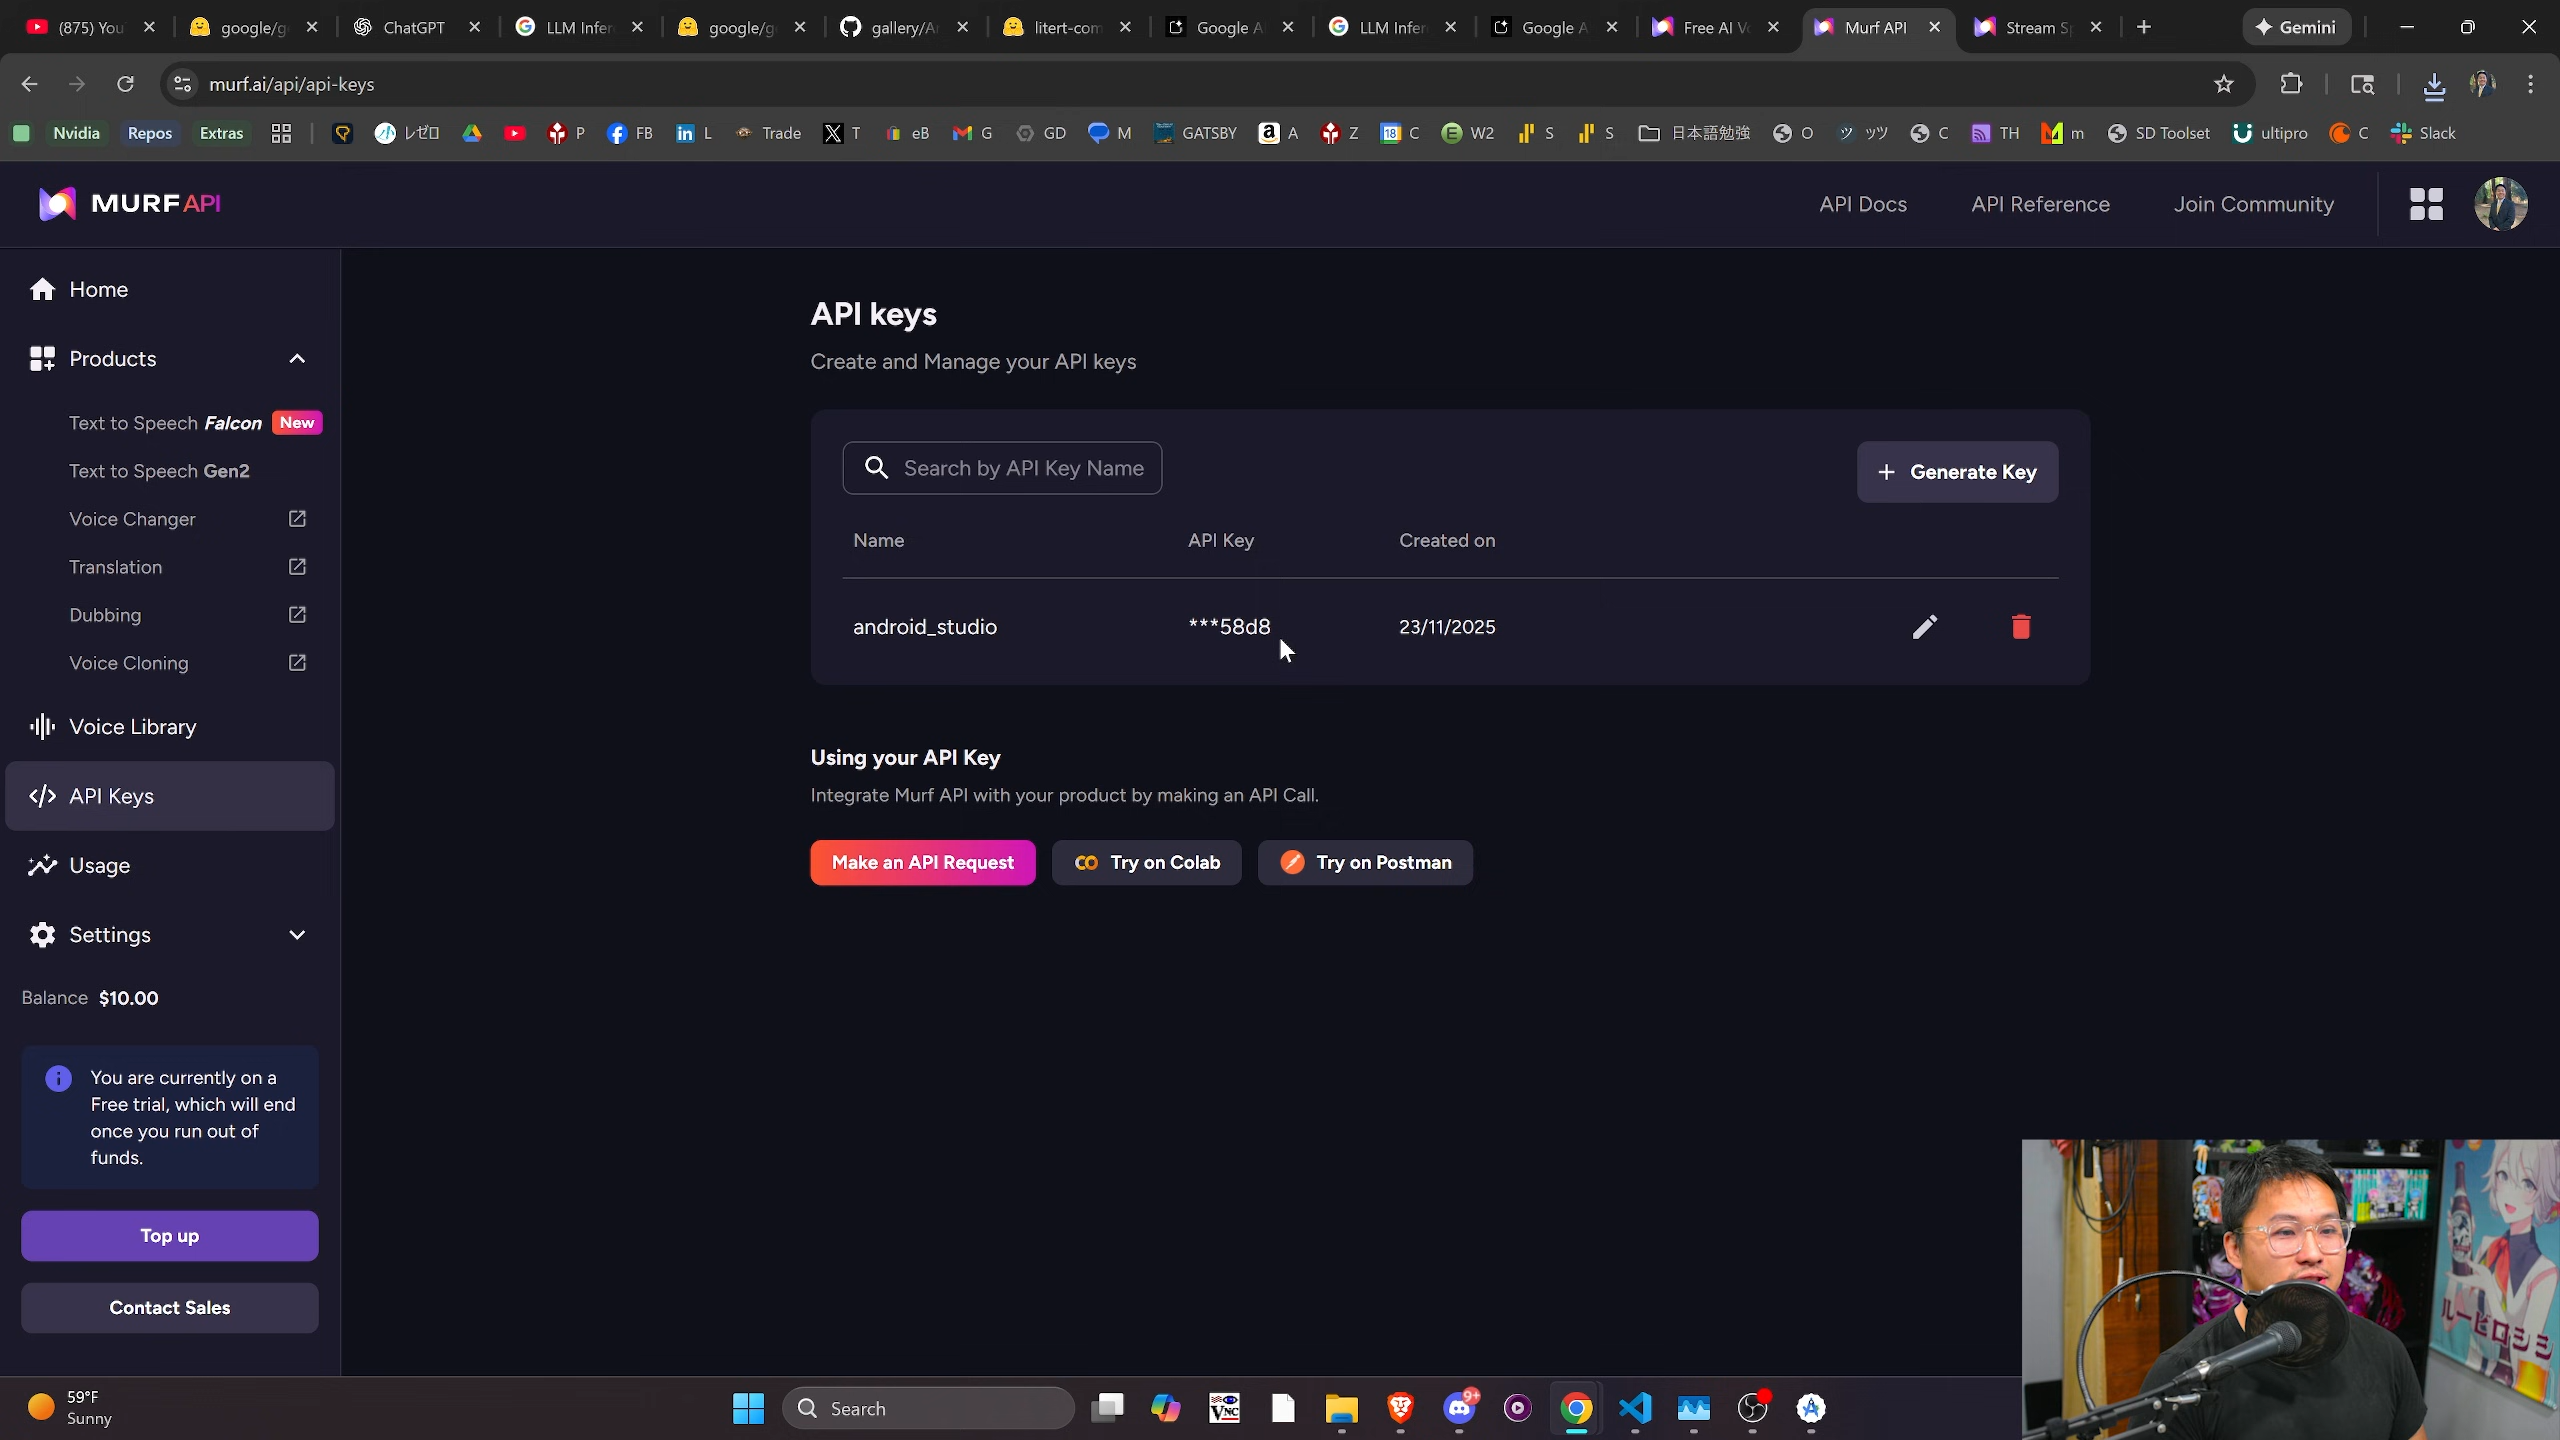 (875) You
google/g
ChatGPT
LLM Infer
google/g
gallery/A
litert-com
Google A
LLM Infer
Google A
Free AI V
Murf API
Stream Sp
Gemini
murf.ai/api/api-keys
Nvidia
Repos
Extras
レゼロ
P
FB
L
Trade
T
eB
G
GD
M
GATSBY
A
Z
C
W2
S
S
日本語勉強
O
ッツ
C
TH
m
SD Toolset
ultipro
C
Slack
MURF API
API Docs
API Reference
Join Community
Home
Products
Text to Speech Falcon New
Text to Speech Gen2
Voice Changer
Translation
Dubbing
Voice Cloning
Voice Library
API Keys
Usage
Settings
Balance $10.00
You are currently on a
Free trial, which will end
once you run out of
funds.
Top up
Contact Sales
API keys
Create and Manage your API keys
Search by API Key Name
+ Generate Key
Name API Key Created on
android_studio ***58d8 23/11/2025
Using your API Key
Integrate Murf API with your product by making an API Call.
Make an API Request
Try on Colab
Try on Postman
59°F
Sunny
Search
VNC
9+